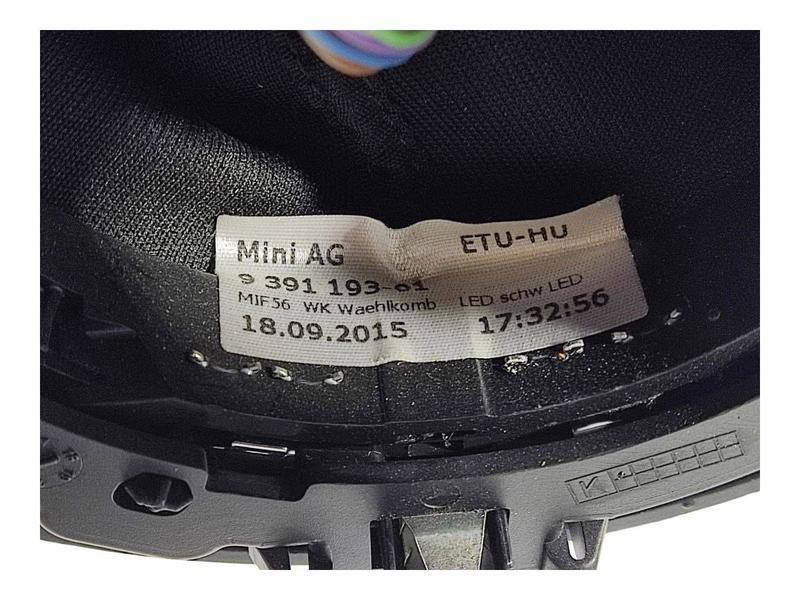 Mini AG ETU-HU
9 391 193-01
MIF56 WK Waehlkomb LED schw LED
18.09.2015 17:32:56
K